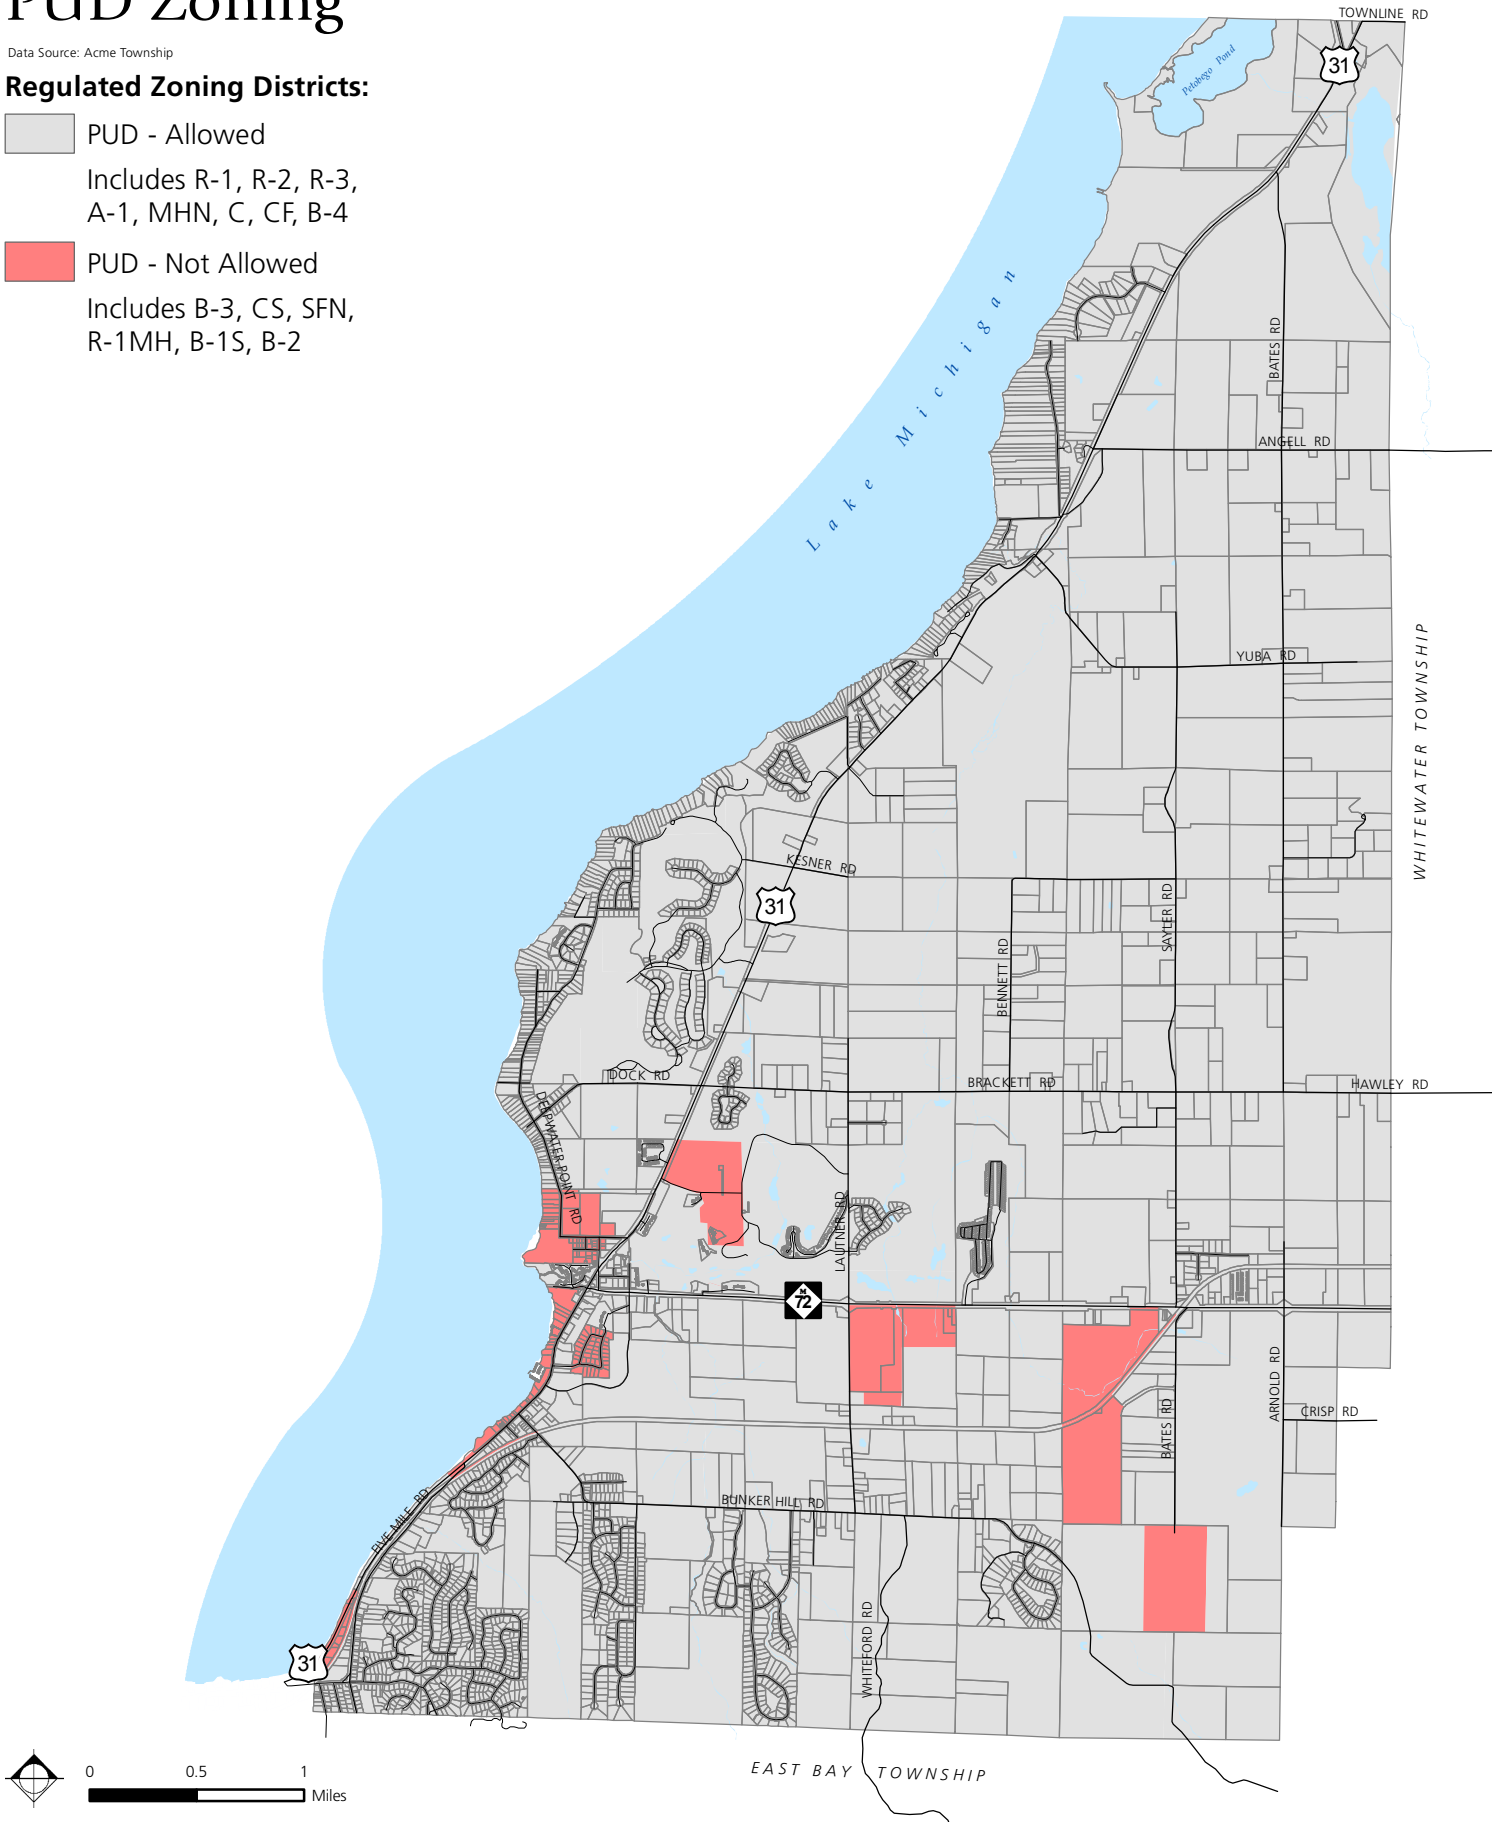 PUD Zoning
Data Source: Acme Township
Regulated Zoning Districts:
PUD - Allowed
Includes R-1, R-2, R-3,
A-1, MHN, C, CF, B-4
PUD - Not Allowed
Includes B-3, CS, SFN,
R-1MH, B-1S, B-2
TOWNLINE RD
31
Petobego Pond
Lake Michigan
BATES RD
ANGELL RD
YUBA RD
WHITEWATER TOWNSHIP
KESNER RD
31
SAYLER RD
BENNETT RD
DOCK RD
BRACKETT RD
HAWLEY RD
DEEPWATER POINT RD
LAUTNER RD
M
72
ARNOLD RD
BATES RD
CRISP RD
FIVE MILE RD
BUNKER HILL RD
WHITEFORD RD
31
EAST BAY TOWNSHIP
0 0.5 1
Miles